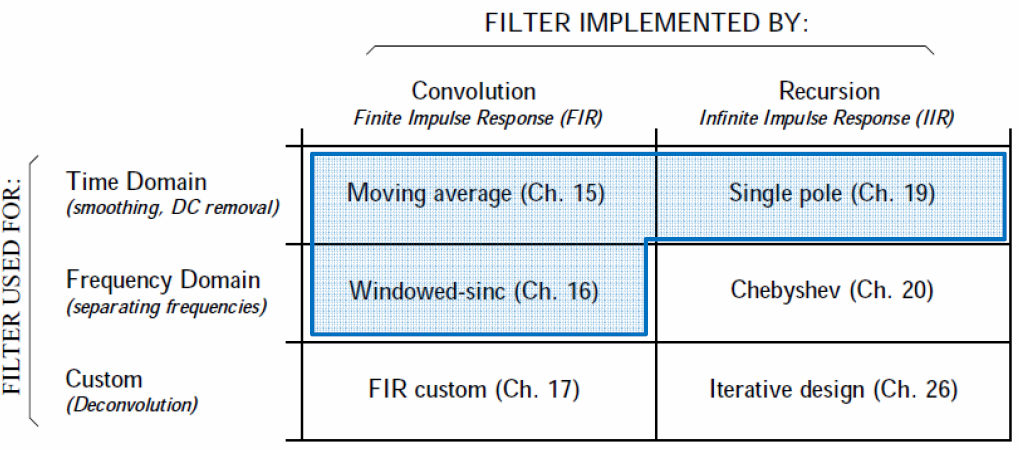 FILTER IMPLEMENTED BY:
Convolution
Finite Impulse Response (FIR)
Recursion
Infinite Impulse Response (IIR)
FILTER USED FOR:
Time Domain
(smoothing, DC removal)
Moving average (Ch. 15)
Single pole (Ch. 19)
Frequency Domain
(separating frequencies)
Windowed-sinc (Ch. 16)
Chebyshev (Ch. 20)
Custom
(Deconvolution)
FIR custom (Ch. 17)
Iterative design (Ch. 26)